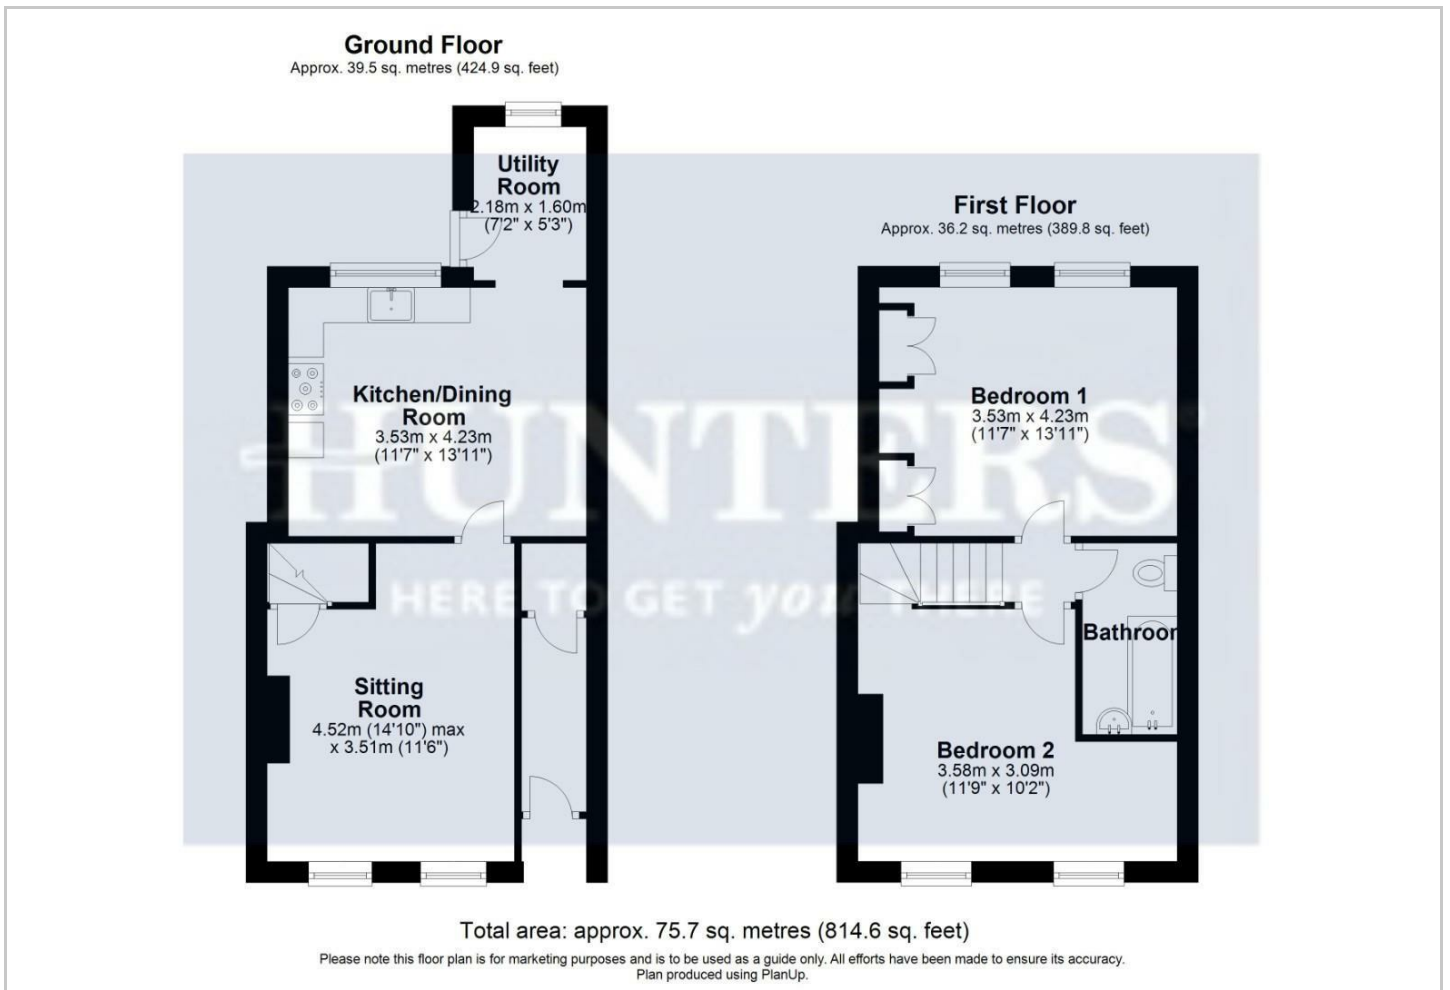 Ground Floor
Approx. 39.5 sq. metres (424.9 sq. feet)
Utility
Room
2.18m x 1.60m
(7'2" x 5'3")
First Floor
Approx. 36.2 sq. metres (389.8 sq. feet)
Kitchen/Dining
Room
3.53m x 4.23m
(11'7" x 13'11")
Bedroom 1
3.53m x 4.23m
(11'7" x 13'11")
HUNTERS
HERE TO GET you THERE
Bathroom
Sitting
Room
4.52m (14'10") max
x 3.51m (11'6")
Bedroom 2
3.58m x 3.09m
(11'9" x 10'2")
Total area: approx. 75.7 sq. metres (814.6 sq. feet)
Please note this floor plan is for marketing purposes and is to be used as a guide only. All efforts have been made to ensure its accuracy.
Plan produced using PlanUp.